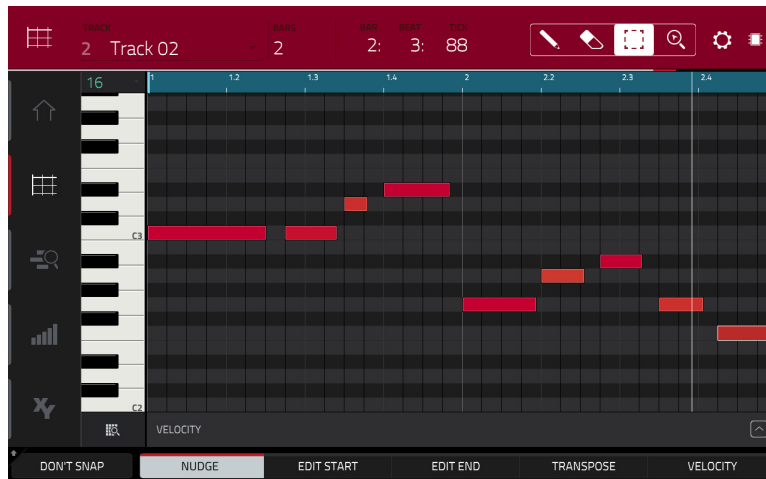 TRACK BARS BAR BEAT TICK
2 Track 02 2 2: 3: 88
16 1 1.2 1.3 1.4 2 2.2 2.3 2.4
C3
XY
C2
VELOCITY
DON'T SNAP NUDGE EDIT START EDIT END TRANSPOSE VELOCITY